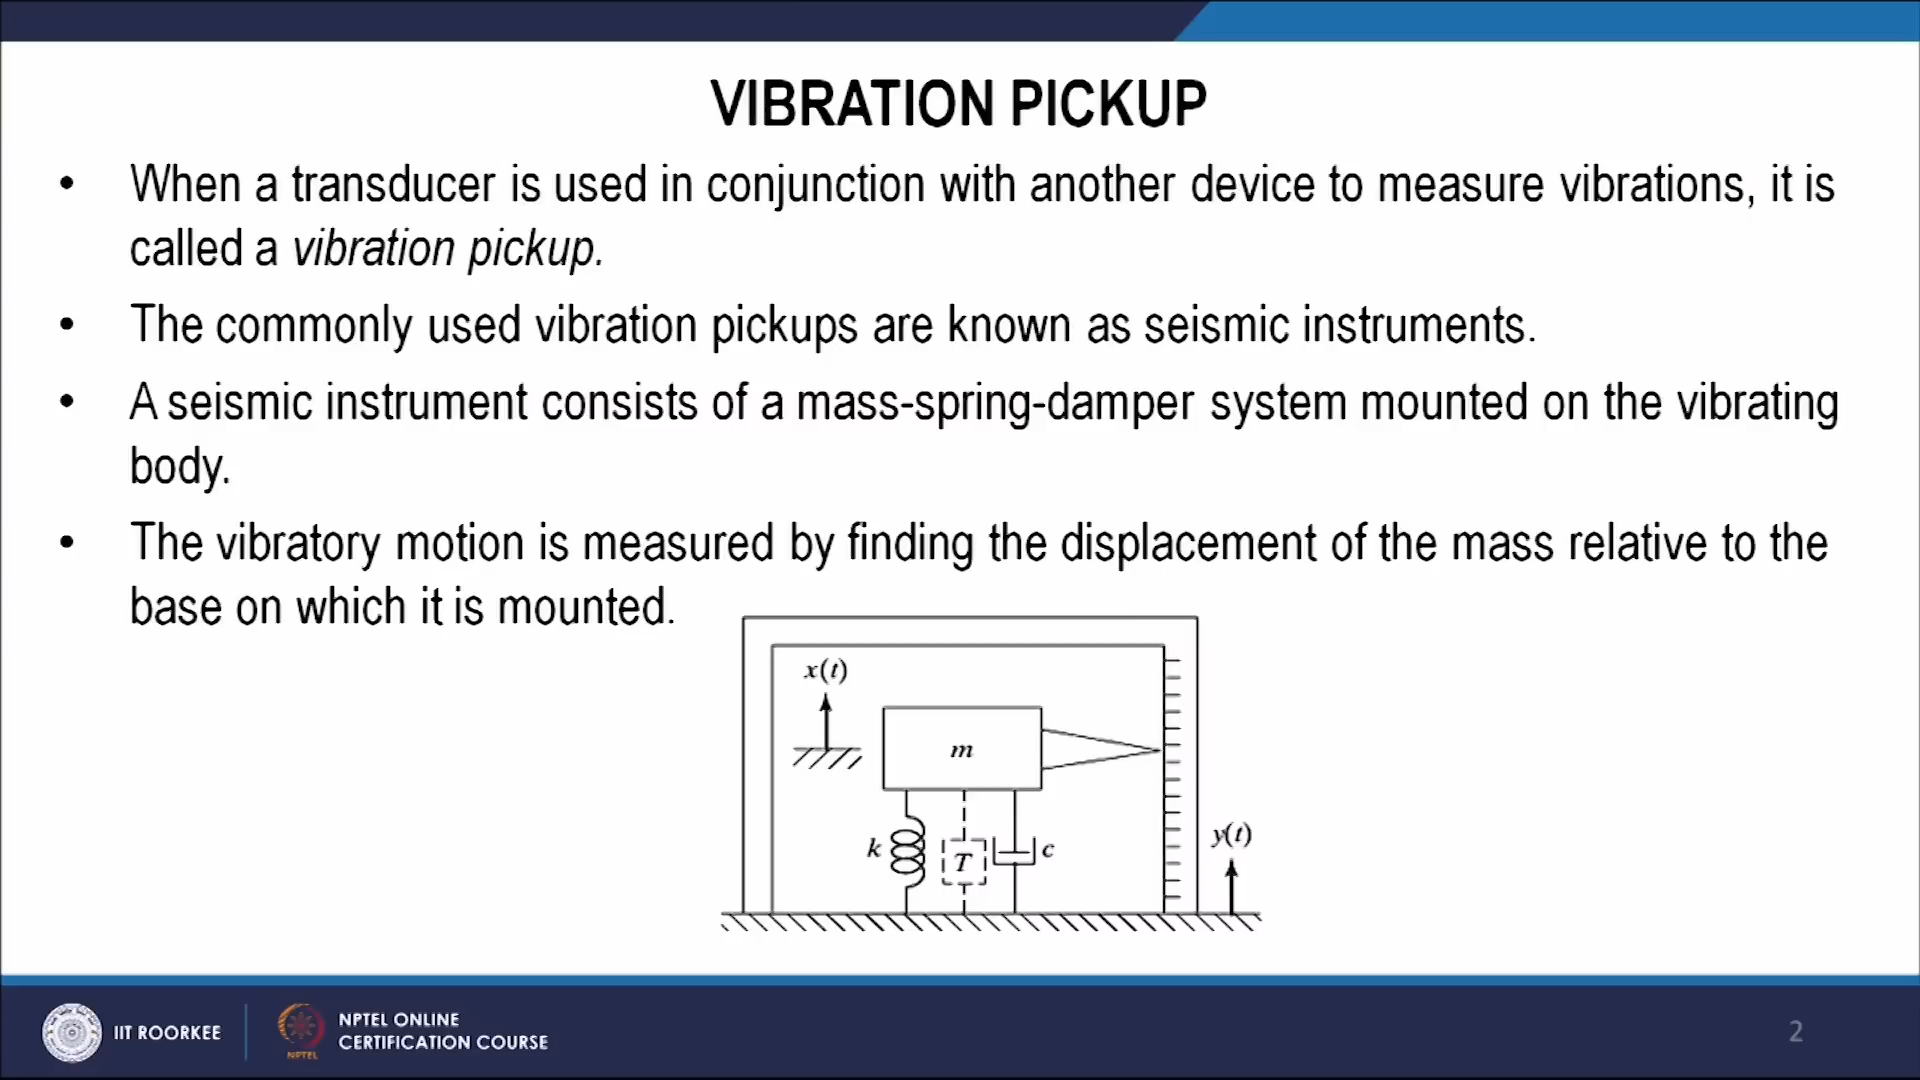 VIBRATION PICKUP
• When a transducer is used in conjunction with another device to measure vibrations, it is
called a vibration pickup.
• The commonly used vibration pickups are known as seismic instruments.
• A seismic instrument consists of a mass-spring-damper system mounted on the vibrating
body.
• The vibratory motion is measured by finding the displacement of the mass relative to the
base on which it is mounted.
x(t)
m
k
T
c
y(t)
IIT ROORKEE
NPTEL
NPTEL ONLINE
CERTIFICATION COURSE
2